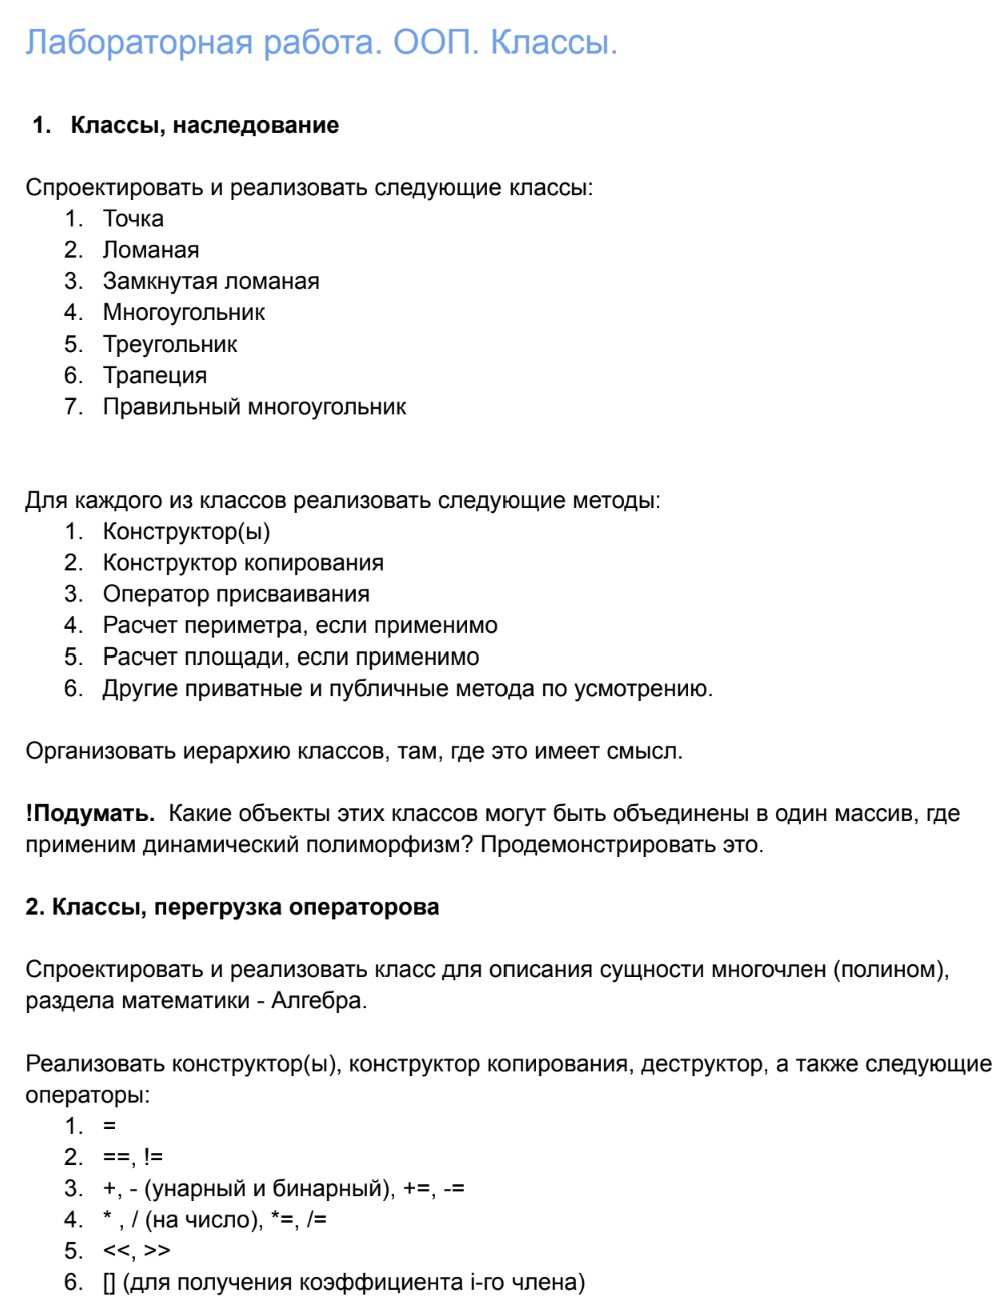 Лабораторная работа. ООП. Классы.
1. Классы, наследование
Спроектировать и реализовать следующие классы:
1. Точка
2. Ломаная
3. Замкнутая ломаная
4. Многоугольник
5. Треугольник
6. Трапеция
7. Правильный многоугольник
Для каждого из классов реализовать следующие методы:
1. Конструктор(ы)
2. Конструктор копирования
3. Оператор присваивания
4. Расчет периметра, если применимо
5. Расчет площади, если применимо
6. Другие приватные и публичные метода по усмотрению.
Организовать иерархию классов, там, где это имеет смысл.
!Подумать. Какие объекты этих классов могут быть объединены в один массив, где
применим динамический полиморфизм? Продемонстрировать это.
2. Классы, перегрузка операторова
Спроектировать и реализовать класс для описания сущности многочлен (полином),
раздела математики - Алгебра.
Реализовать конструктор(ы), конструктор копирования, деструктор, а также следующие
операторы:
1. =
2. ==, !=
3. +, - (унарный и бинарный), +=, -=
4. * , / (на число), *=, /=
5. <<, >>
6. [] (для получения коэффициента i-го члена)